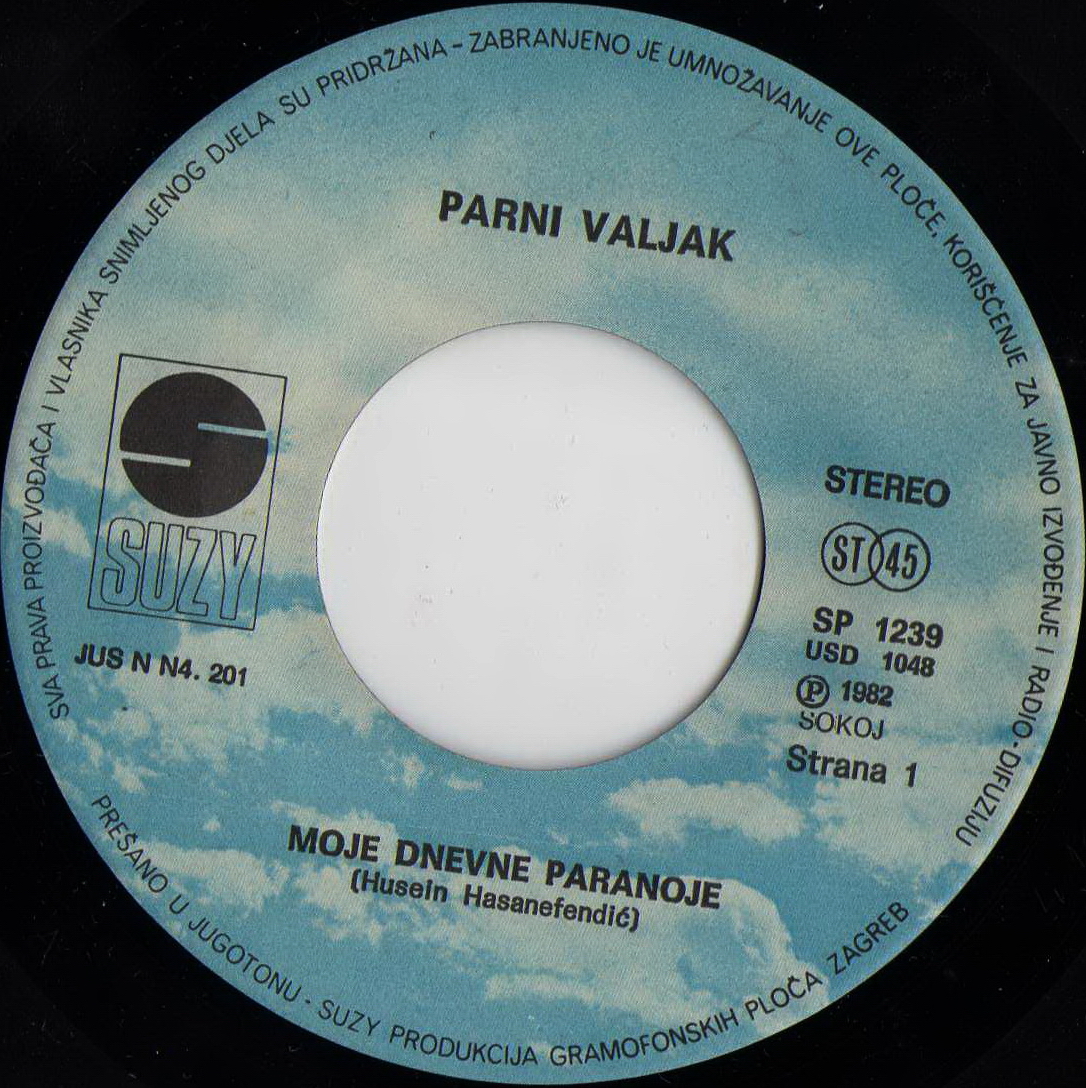 SVA PRAVA PROIZVOĐAČA I VLASNIKA SNIMLJENOG DJELA SU PRIDRŽANA - ZABRANJENO JE UMNOŽAVANJE OVE PLOČE, KORIŠĆENJE ZA JAVNO IZVOĐENJE I RADIO-DIFUZIJU
PARNI VALJAK
SUZY
JUS N N4. 201
STEREO
ST 45
SP 1239
USD 1048
Ⓟ 1982
SOKOJ
Strana 1
MOJE DNEVNE PARANOJE
(Husein Hasanefendić)
PREŠANO U JUGOTONU - SUZY PRODUKCIJA GRAMOFONSKIH PLOČA ZAGREB